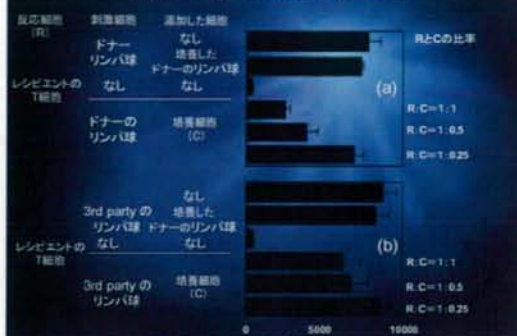 反応細胞 刺激細胞 添加した細胞 RとCの比率
(R)
ドナー なし
リンパ球 培養した
ドナーのリンパ球
レシピエントの なし なし (a)
T細胞
R:C=1:1
ドナーの 培養細胞 R:C=1:0.5
リンパ球 (C)
R:C=1:0.25
なし
3rd party の 培養した
リンパ球 ドナーのリンパ球
レシピエントの なし なし (b)
T細胞
R:C=1:1
3rd party の 培養細胞 R:C=1:0.5
リンパ球 (C)
R:C=1:0.25
0 5000 10000